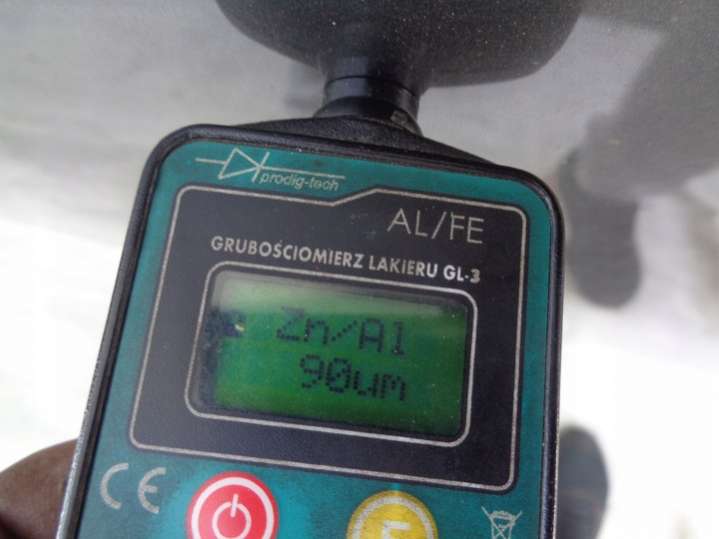 prodig-tech
AL/FE
GRUBOŚCIOMIERZ LAKIERU GL-3
Zn/Al
90um
CE